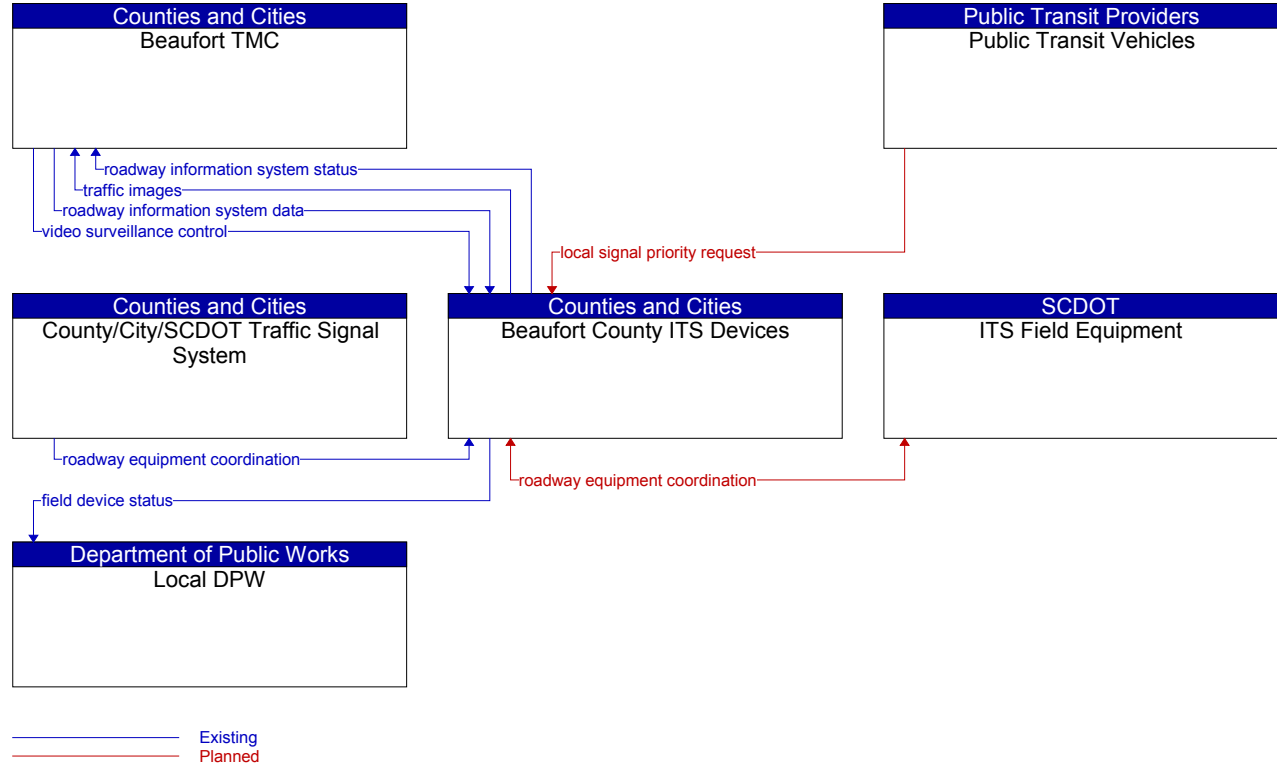 Counties and Cities
Beaufort TMC
Public Transit Providers
Public Transit Vehicles
roadway information system status
traffic images
roadway information system data
video surveillance control
local signal priority request
Counties and Cities
County/City/SCDOT Traffic Signal
System
Counties and Cities
Beaufort County ITS Devices
SCDOT
ITS Field Equipment
roadway equipment coordination
roadway equipment coordination
field device status
Department of Public Works
Local DPW
Existing
Planned